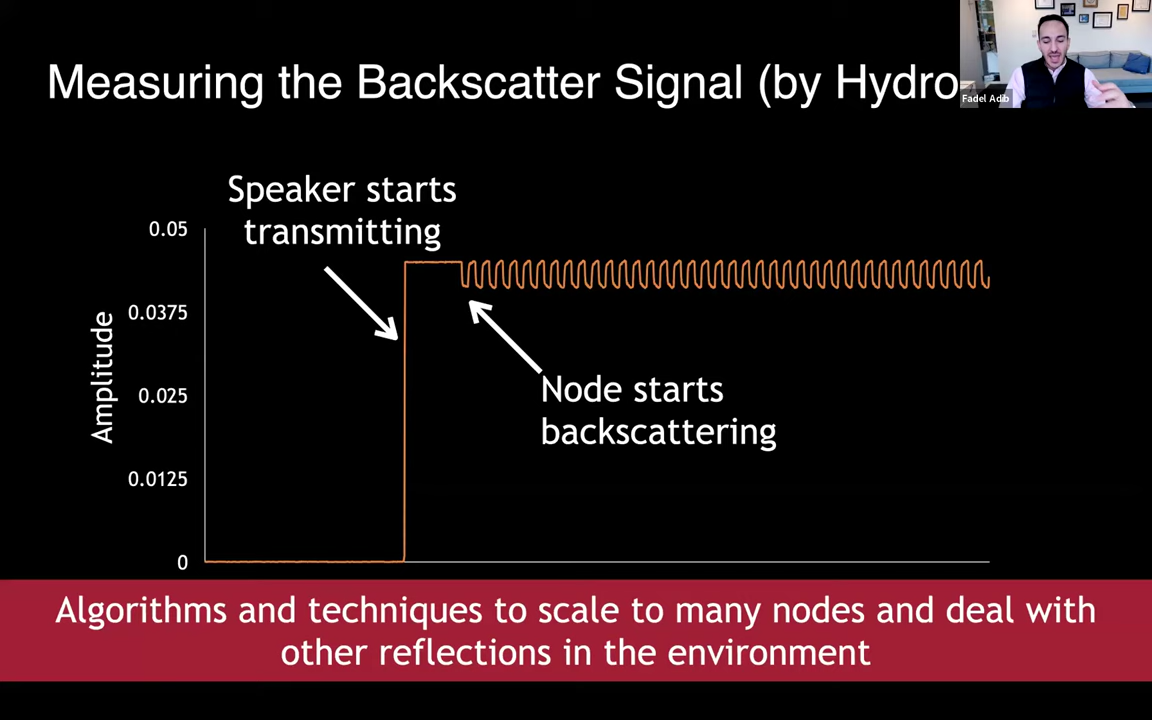 Measuring the Backscatter Signal (by Hydro
Fadel Adib
Speaker starts
transmitting
0.05
0.0375
0.025
0.0125
0
Amplitude
Node starts
backscattering
Algorithms and techniques to scale to many nodes and deal with
other reflections in the environment